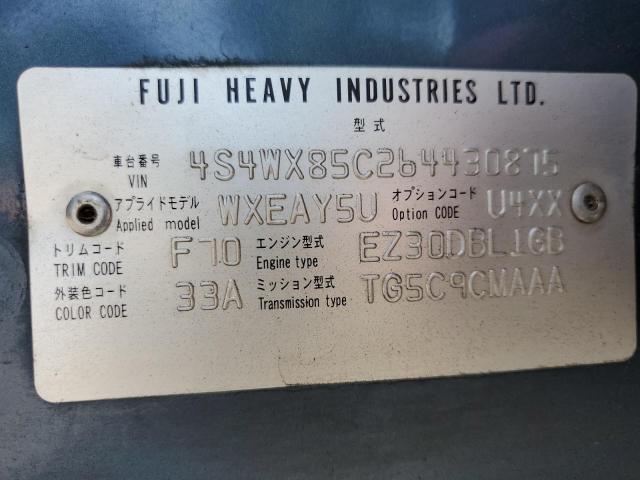 FUJI HEAVY INDUSTRIES LTD.
型式
車台番号 VIN 4S4WX85C264430875
アプライドモデル Applied model WXEAY5U オプションコード Option CODE U4XX
トリムコード TRIM CODE F70 エンジン型式 Engine type EZ30DBL1GB
外装色コード COLOR CODE 33A ミッション型式 Transmission type TG5C9CMAAA